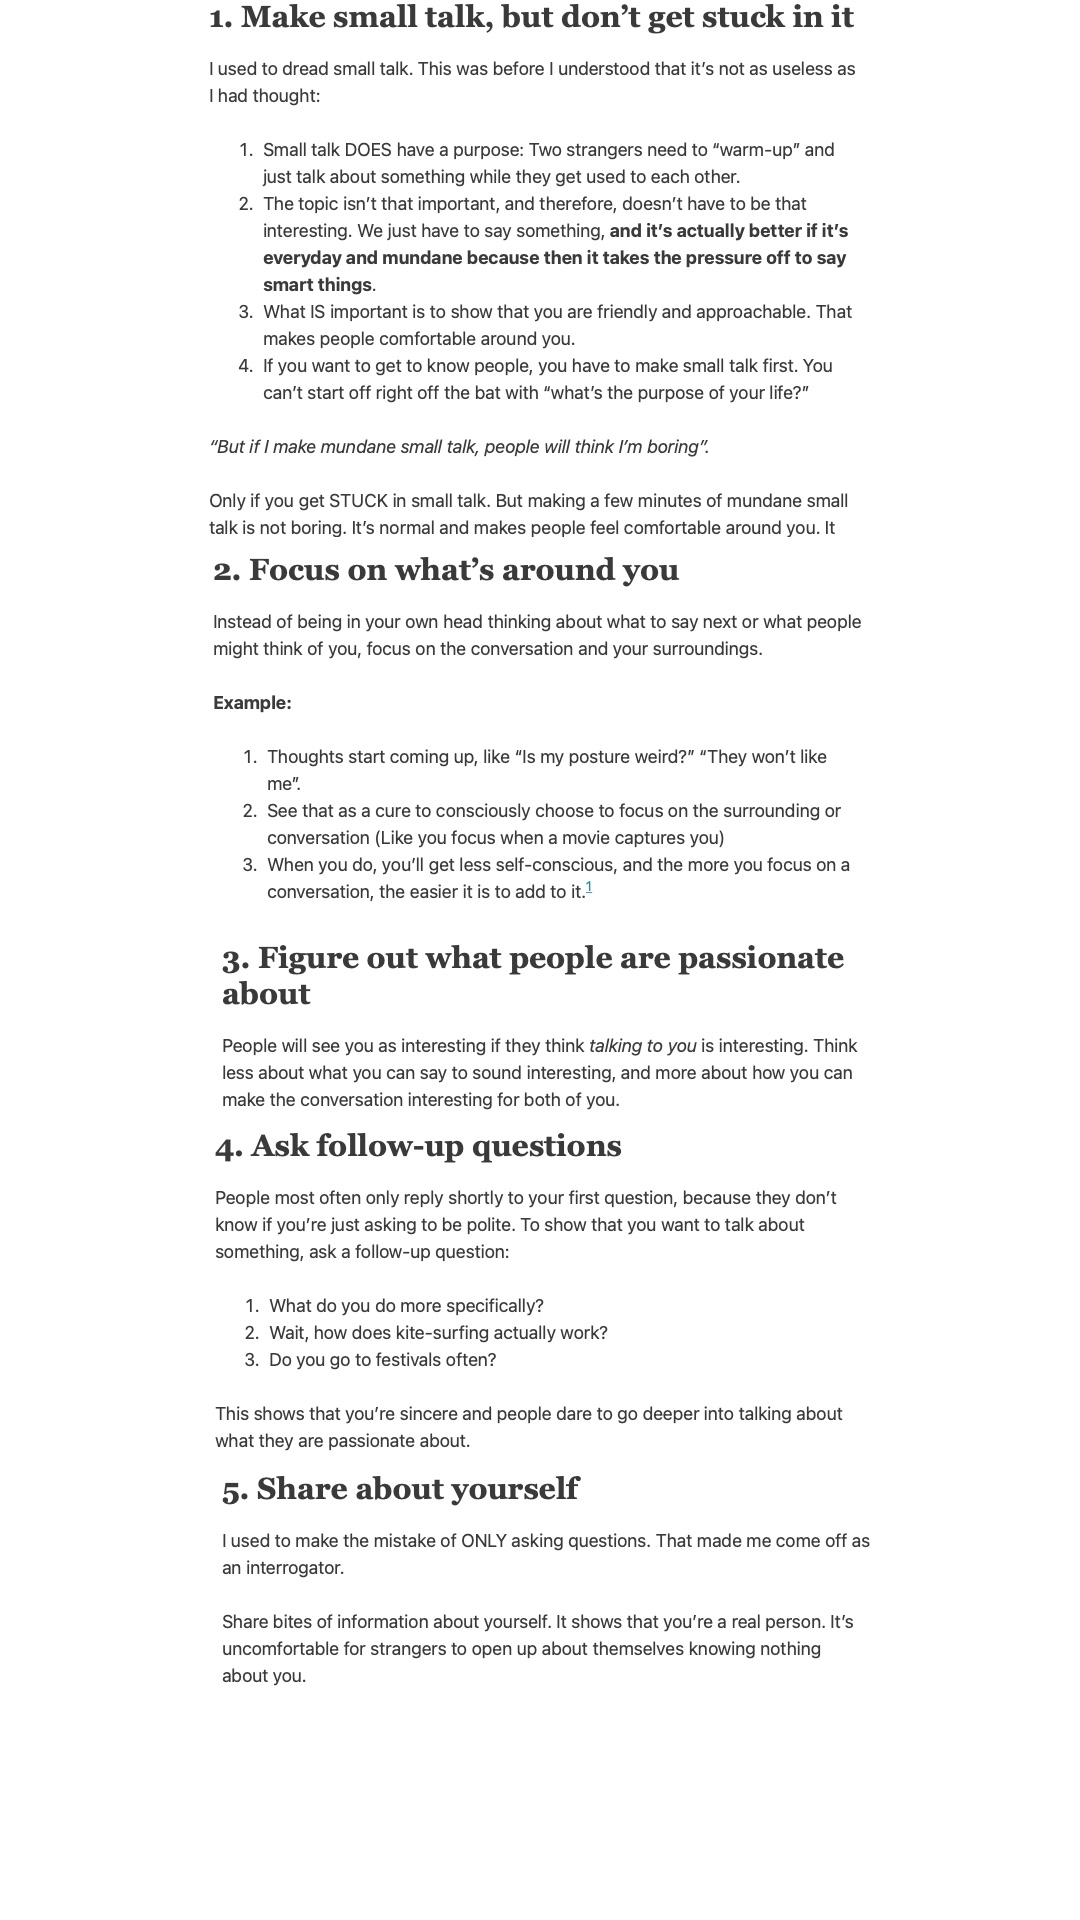 1. Make small talk, but don’t get stuck in it
I used to dread small talk. This was before I understood that it’s not as useless as
I had thought:
1. Small talk DOES have a purpose: Two strangers need to “warm-up” and
just talk about something while they get used to each other.
2. The topic isn’t that important, and therefore, doesn’t have to be that
interesting. We just have to say something, and it’s actually better if it’s
everyday and mundane because then it takes the pressure off to say
smart things.
3. What IS important is to show that you are friendly and approachable. That
makes people comfortable around you.
4. If you want to get to know people, you have to make small talk first. You
can’t start off right off the bat with “what’s the purpose of your life?”
“But if I make mundane small talk, people will think I’m boring”.
Only if you get STUCK in small talk. But making a few minutes of mundane small
talk is not boring. It’s normal and makes people feel comfortable around you. It
2. Focus on what’s around you
Instead of being in your own head thinking about what to say next or what people
might think of you, focus on the conversation and your surroundings.
Example:
1. Thoughts start coming up, like “Is my posture weird?” “They won’t like
me”.
2. See that as a cure to consciously choose to focus on the surrounding or
conversation (Like you focus when a movie captures you)
3. When you do, you’ll get less self-conscious, and the more you focus on a
conversation, the easier it is to add to it.1
3. Figure out what people are passionate
about
People will see you as interesting if they think talking to you is interesting. Think
less about what you can say to sound interesting, and more about how you can
make the conversation interesting for both of you.
4. Ask follow-up questions
People most often only reply shortly to your first question, because they don’t
know if you’re just asking to be polite. To show that you want to talk about
something, ask a follow-up question:
1. What do you do more specifically?
2. Wait, how does kite-surfing actually work?
3. Do you go to festivals often?
This shows that you’re sincere and people dare to go deeper into talking about
what they are passionate about.
5. Share about yourself
I used to make the mistake of ONLY asking questions. That made me come off as
an interrogator.
Share bites of information about yourself. It shows that you’re a real person. It’s
uncomfortable for strangers to open up about themselves knowing nothing
about you.